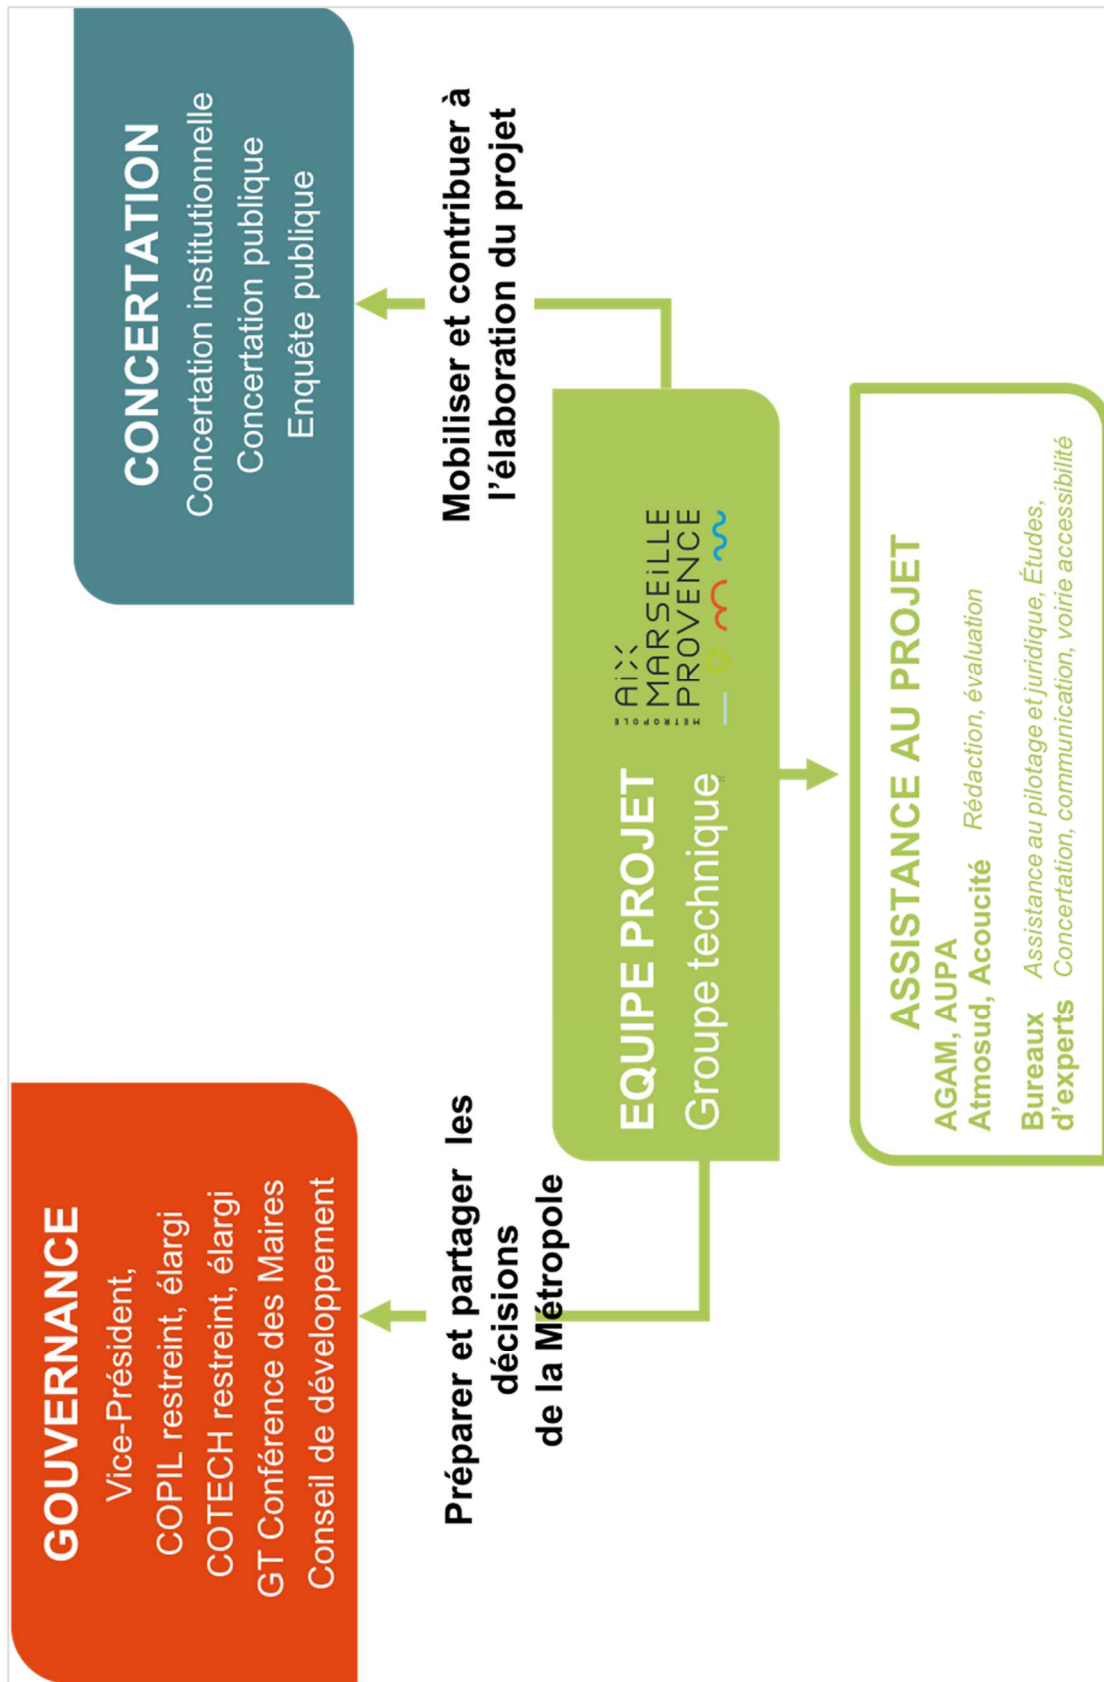 GOUVERNANCE
Vice-Président,
COPIL restreint, élargi
COTECH restreint, élargi
GT Conférence des Maires
Conseil de développement
CONCERTATION
Concertation institutionnelle
Concertation publique
Enquête publique
Préparer et partager les
décisions
de la Métropole
Mobiliser et contribuer à
l'élaboration du projet
EQUIPE PROJET
Groupe technique
METROPOLE
AiX
MARSEiLLE
PROVENCE
ASSISTANCE AU PROJET
AGAM, AUPA
Atmosud, Acoucité Rédaction, évaluation
Bureaux Assistance au pilotage et juridique, Études,
d'experts Concertation, communication, voirie accessibilité